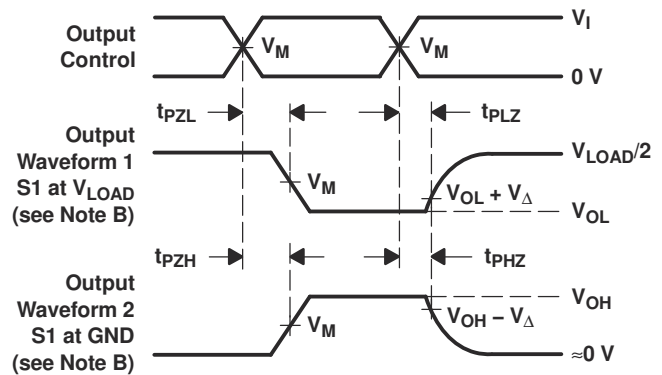 Output
Control
V_M
V_M
V_I
0 V
t_PZL
t_PLZ
Output
Waveform 1
S1 at V_LOAD
(see Note B)
V_M
V_LOAD/2
V_OL + V_Δ
V_OL
t_PZH
t_PHZ
Output
Waveform 2
S1 at GND
(see Note B)
V_M
V_OH
V_OH − V_Δ
≈0 V